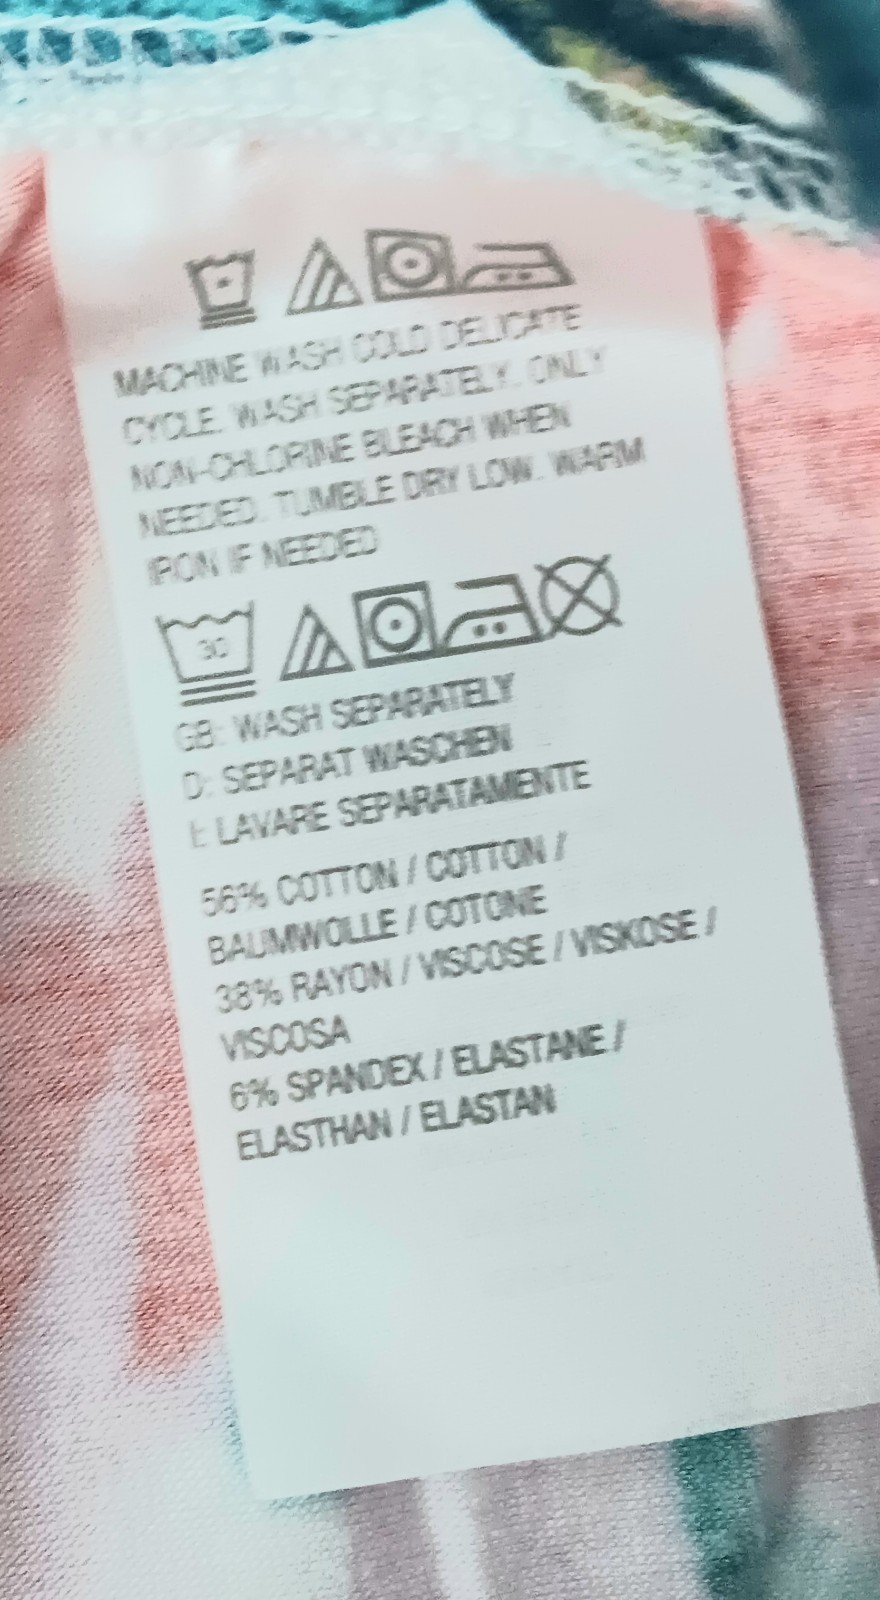 MACHINE WASH COLD DELICATE
CYCLE. WASH SEPARATELY. ONLY
NON-CHLORINE BLEACH WHEN
NEEDED. TUMBLE DRY LOW. WARM
IRON IF NEEDED
30
GB: WASH SEPARATELY
D: SEPARAT WASCHEN
I: LAVARE SEPARATAMENTE
56% COTTON / COTTON /
BAUMWOLLE / COTONE
38% RAYON / VISCOSE / VISKOSE /
VISCOSA
6% SPANDEX / ELASTANE /
ELASTHAN / ELASTAN